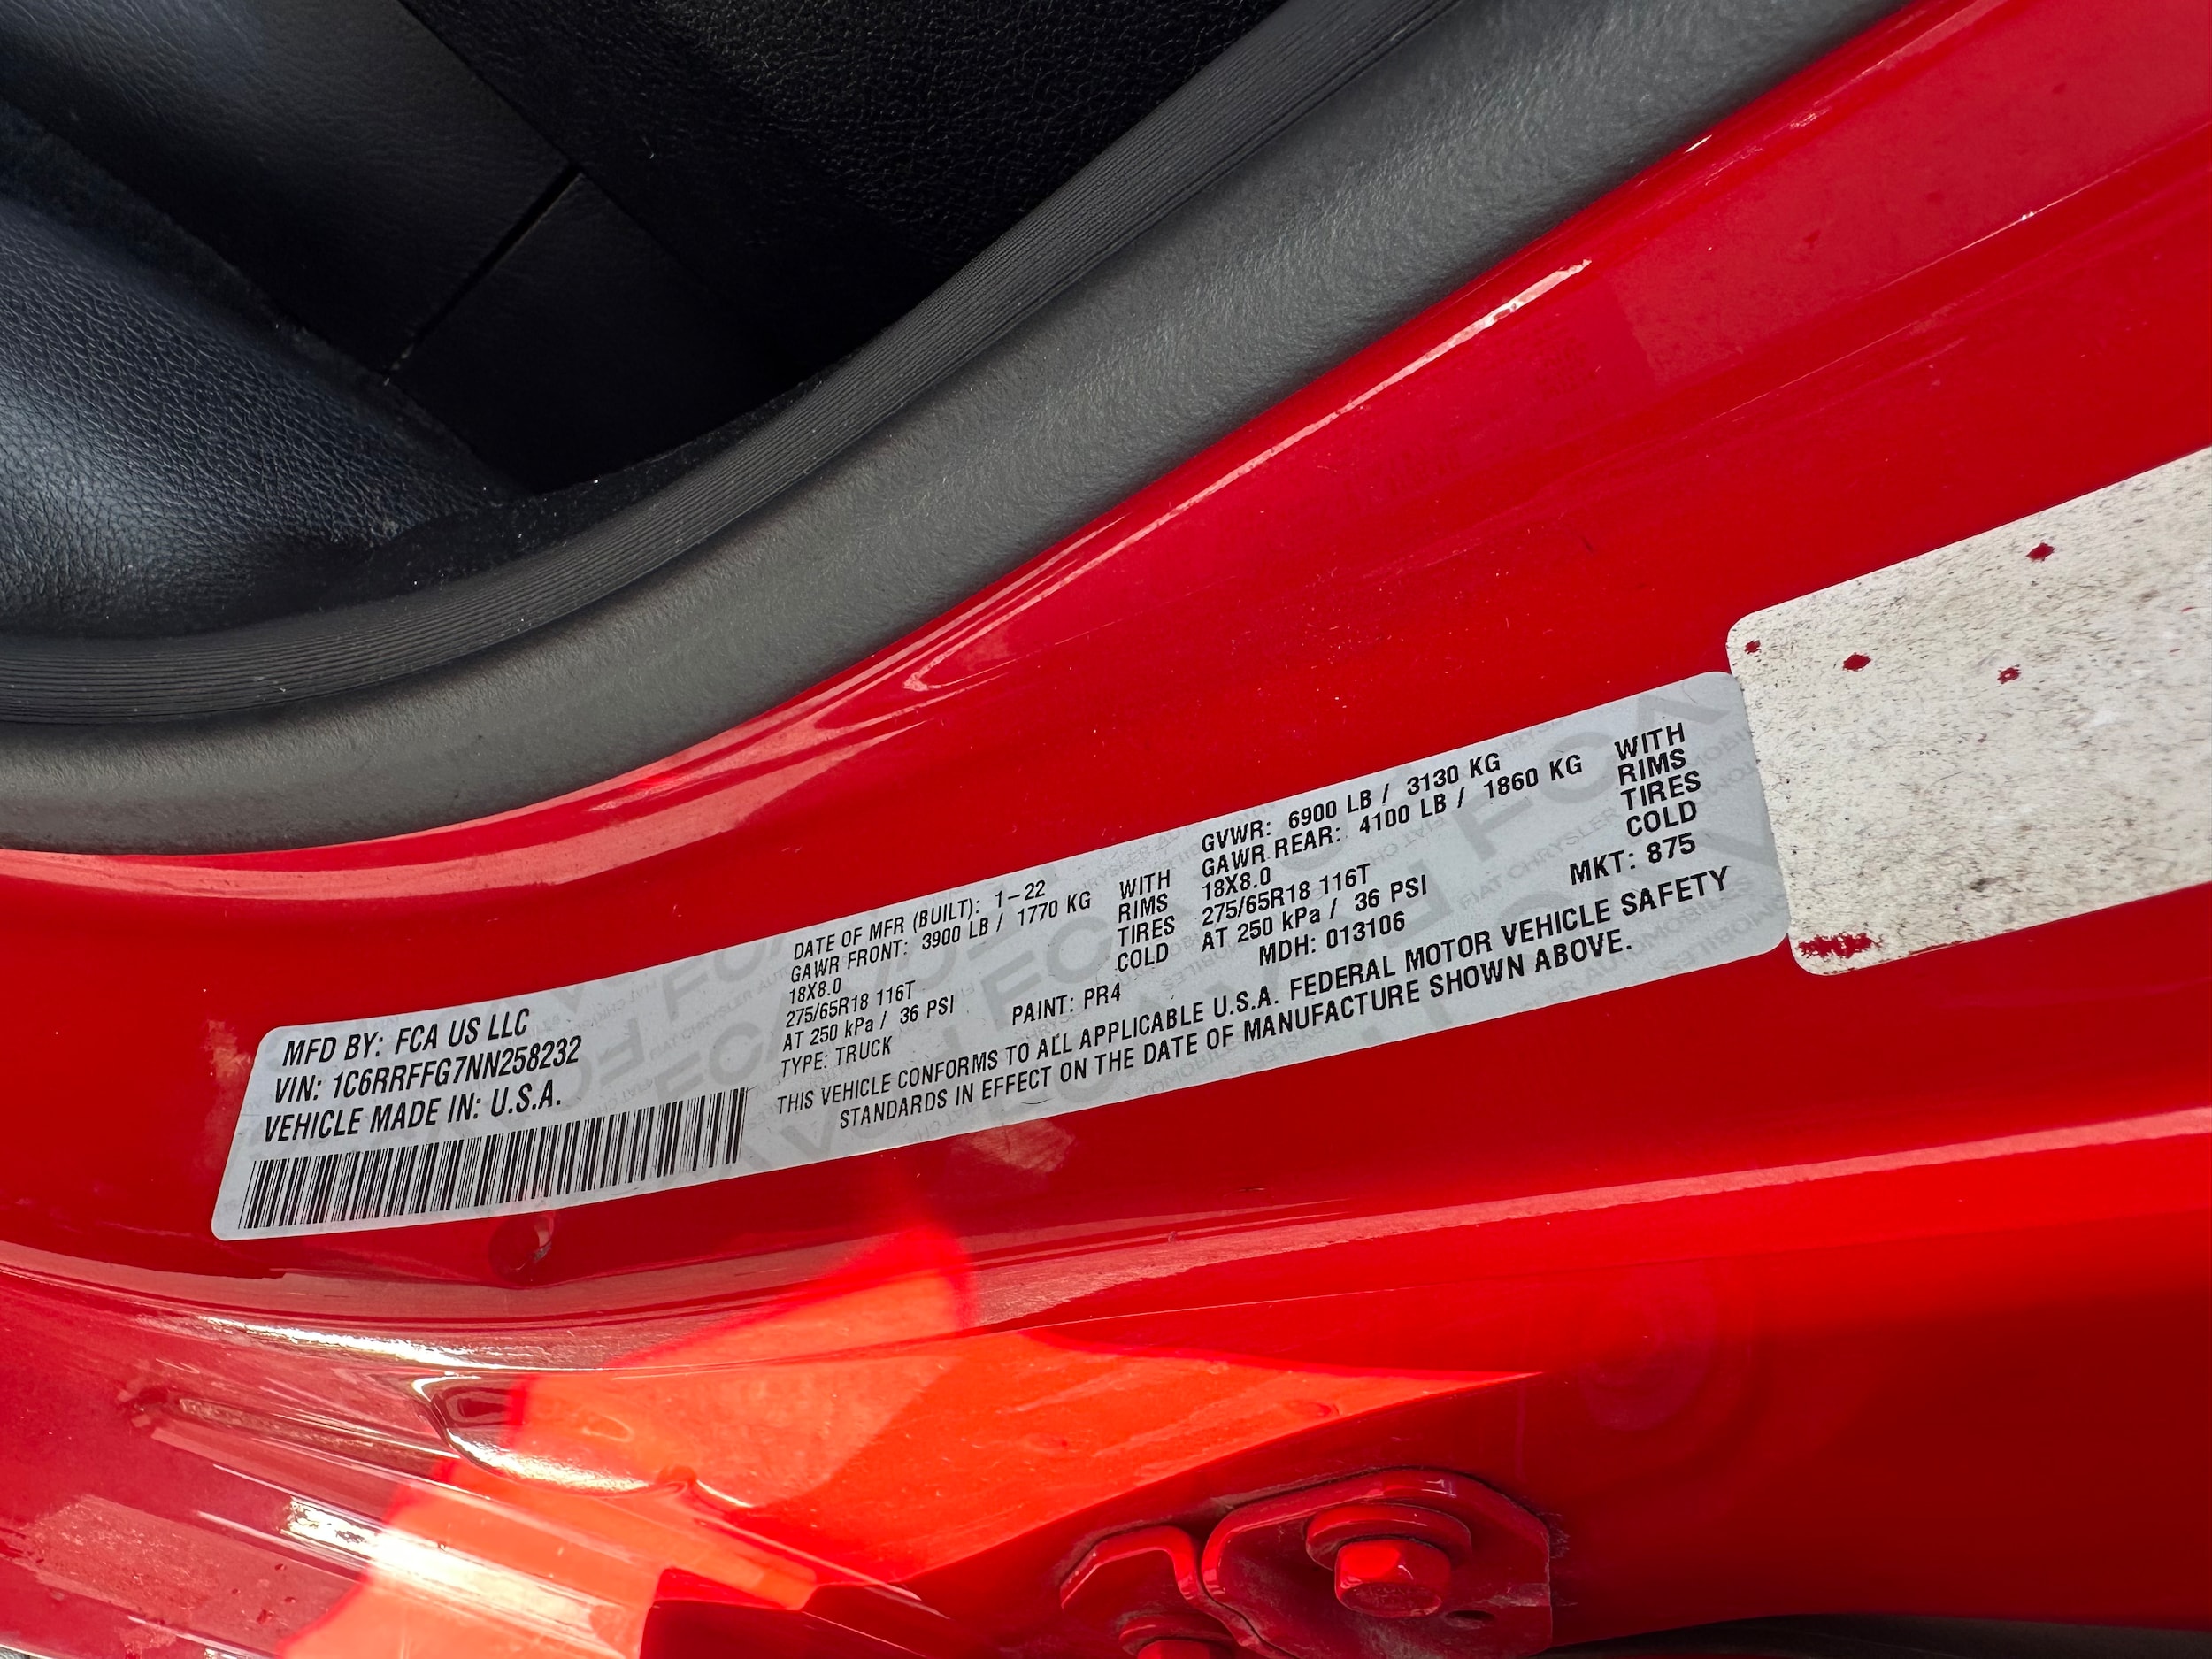 MFD BY: FCA US LLC
VIN: 1C6RRFFG7NN258232
VEHICLE MADE IN: U.S.A.
DATE OF MFR (BUILT): 1-22
GVWR: 6900 LB / 3130 KG
GAWR FRONT: 3900 LB / 1770 KG WITH
GAWR REAR: 4100 LB / 1860 KG WITH
18X8.0 RIMS
18X8.0 RIMS
275/65R18 116T TIRES
275/65R18 116T TIRES
AT 250 kPa / 36 PSI COLD
AT 250 kPa / 36 PSI COLD
TYPE: TRUCK PAINT: PR4 MDH: 013106 MKT: 875
THIS VEHICLE CONFORMS TO ALL APPLICABLE U.S.A. FEDERAL MOTOR VEHICLE SAFETY
STANDARDS IN EFFECT ON THE DATE OF MANUFACTURE SHOWN ABOVE.